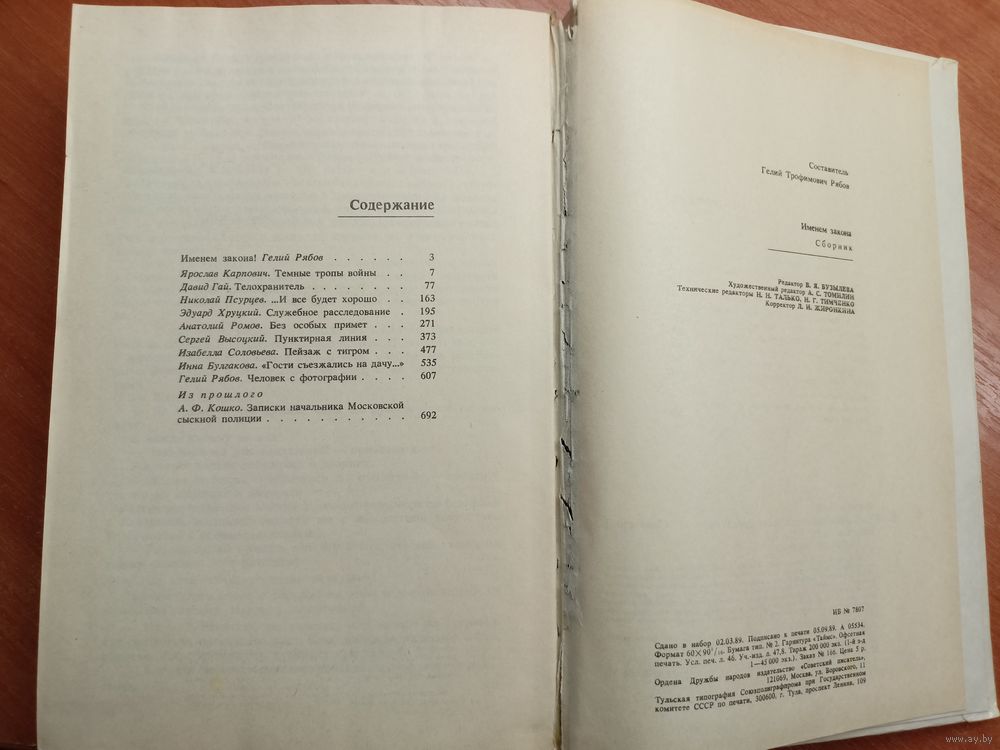 Содержание
Именем закона! Гелий Рябов . . . . . . 3
Ярослав Карпович. Темные тропы войны . . 7
Давид Гай. Телохранитель . . . . . . . 77
Николай Псурцев. ...И все будет хорошо . . 163
Эдуард Хруцкий. Служебное расследование . 195
Анатолий Ромов. Без особых примет . . . 271
Сергей Высоцкий. Пунктирная линия . . . 373
Изабелла Соловьева. Пейзаж с тигром . . . 477
Инна Булгакова. «Гости съезжались на дачу...» 535
Гелий Рябов. Человек с фотографии . . . . 607
Из прошлого
А. Ф. Кошко. Записки начальника Московской
сыскной полиции . . . . . . . . . . . 692
Составитель
Гелий Трофимович Рябов
Именем закона
Сборник
Редактор В. Я. БУЗЫЛЕВА
Художественный редактор А. С. ТОМИЛИН
Технические редакторы Н. Н. ТАЛЬКО, Н. Г. ТИМЧЕНКО
Корректор Л. И. ЖИРОНКИНА
ИБ № 7807
Сдано в набор 02.03.89. Подписано к печати 05.09.89. А 05534.
Формат 60×90¹/₁₆. Бумага тип. № 2. Гарнитура «Таймс». Офсетная
печать. Усл. печ. л. 46. Уч.-изд. л. 47,8. Тираж 200 000 экз. (1-й з-д
1—45 000 экз.). Заказ № 166. Цена 5 р.
Ордена Дружбы народов издательство «Советский писатель»,
121069, Москва, ул. Воровского, 11
Тульская типография Союзполиграфпрома при Государственном
комитете СССР по печати, 300600, г. Тула, проспект Ленина, 109
www.ay.by